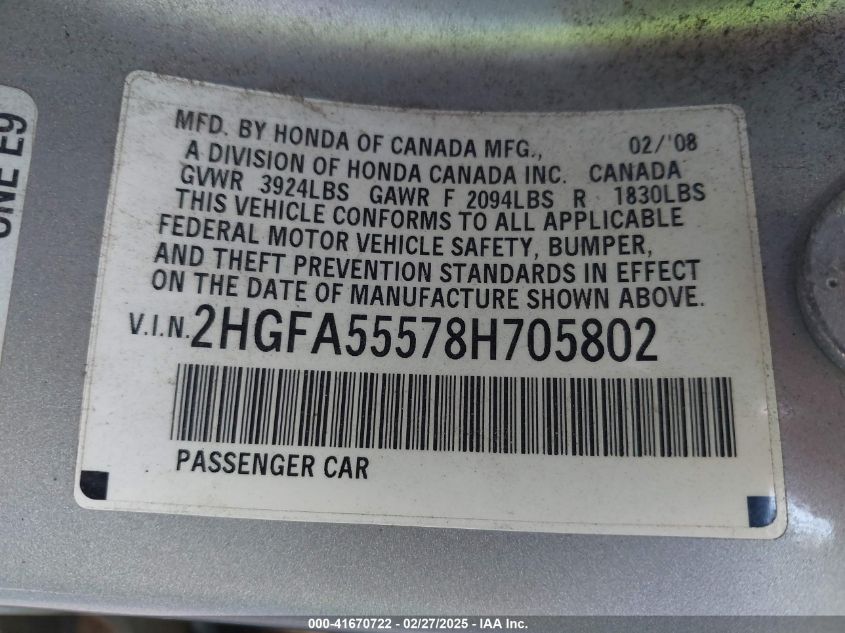 ONE E9
MFD. BY HONDA OF CANADA MFG., 02/'08
A DIVISION OF HONDA CANADA INC. CANADA
GVWR 3924LBS GAWR F 2094LBS R 1830LBS
THIS VEHICLE CONFORMS TO ALL APPLICABLE
FEDERAL MOTOR VEHICLE SAFETY, BUMPER,
AND THEFT PREVENTION STANDARDS IN EFFECT
ON THE DATE OF MANUFACTURE SHOWN ABOVE.
V.I.N. 2HGFA55578H705802
PASSENGER CAR
000-41670722 - 02/27/2025 - IAA Inc.